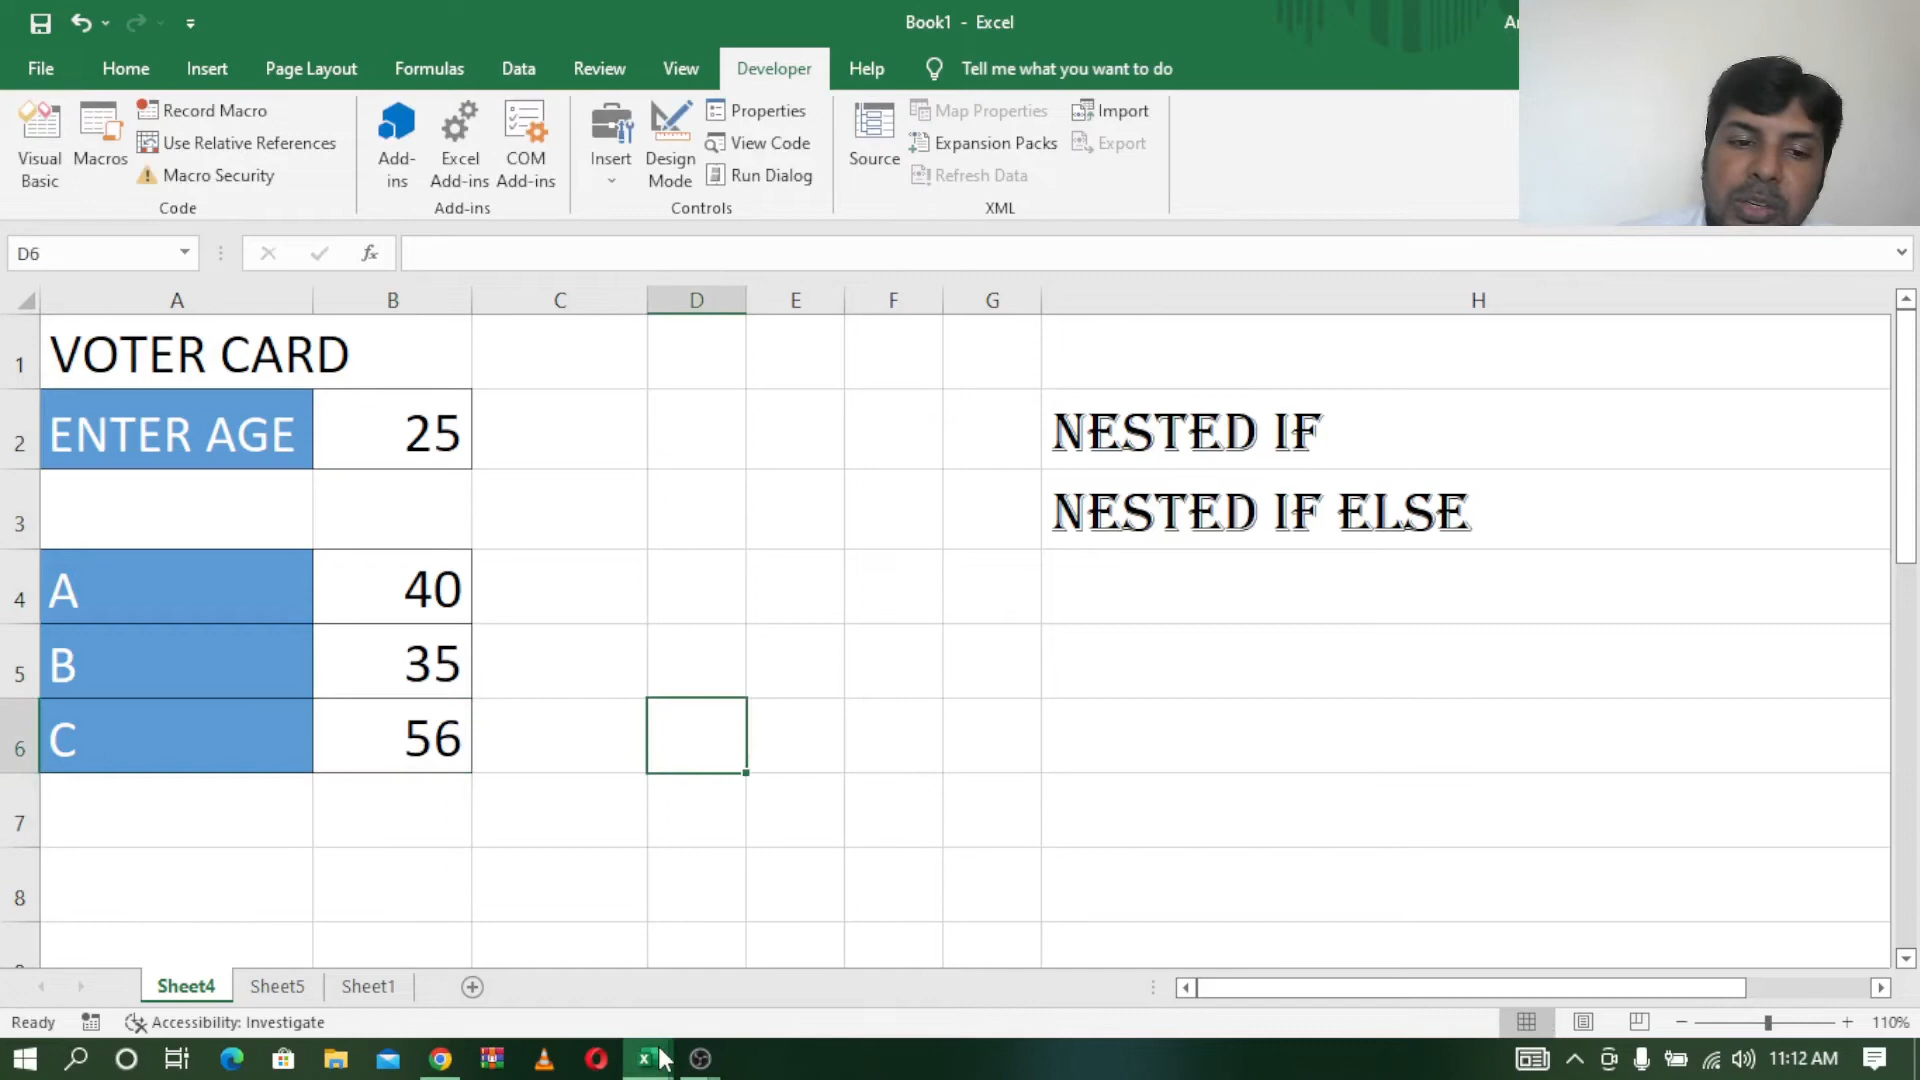 Book1 - Excel
File Home Insert Page Layout Formulas Data Review View Developer Help Tell me what you want to do
Visual Basic
Macros
Record Macro
Use Relative References
Macro Security
Code
Add-ins
Excel Add-ins
COM Add-ins
Add-ins
Insert
Design Mode
Properties
View Code
Run Dialog
Controls
Source
Map Properties
Expansion Packs
Refresh Data
Import
Export
XML
D6
fx
A B C D E F G H
1 VOTER CARD
2 ENTER AGE 25 NESTED IF
3 NESTED IF ELSE
4 A 40
5 B 35
6 C 56
7
8
Sheet4 Sheet5 Sheet1
Ready Accessibility: Investigate 110%
11:12 AM